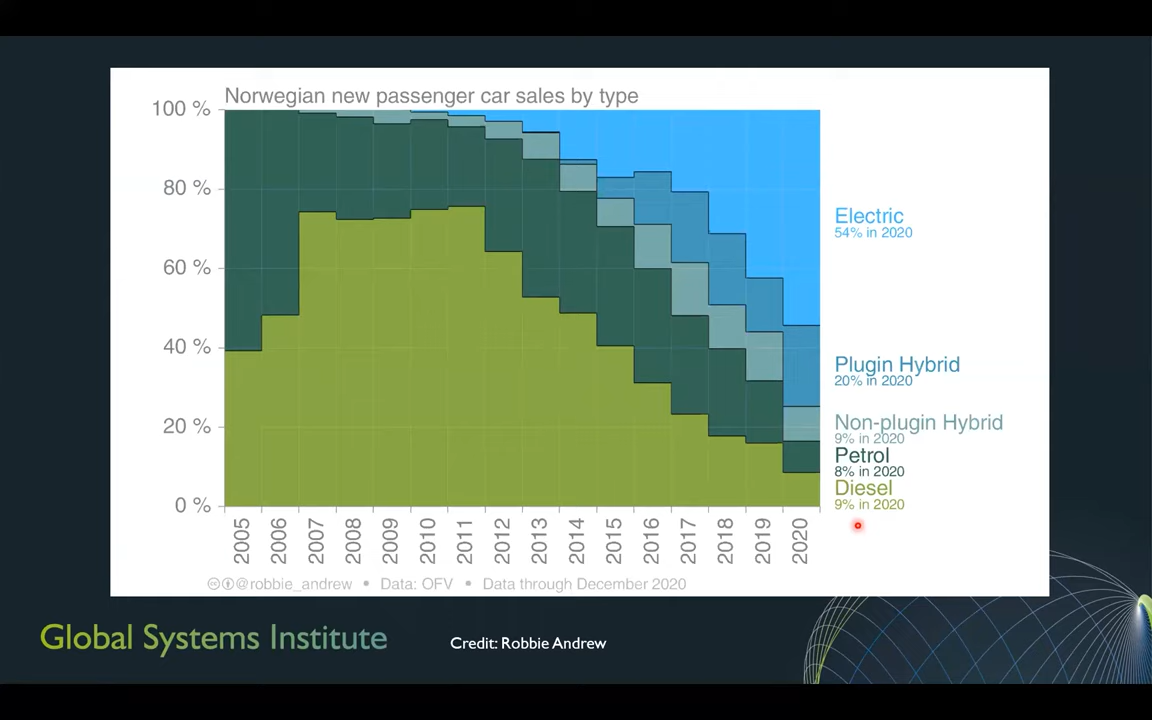 Norwegian new passenger car sales by type
100 %
80 %
60 %
40 %
20 %
0 %
Electric
54% in 2020
Plugin Hybrid
20% in 2020
Non-plugin Hybrid
9% in 2020
Petrol
8% in 2020
Diesel
9% in 2020
2005 2006 2007 2008 2009 2010 2011 2012 2013 2014 2015 2016 2017 2018 2019 2020
@robbie_andrew • Data: OFV • Data through December 2020
Global Systems Institute
Credit: Robbie Andrew